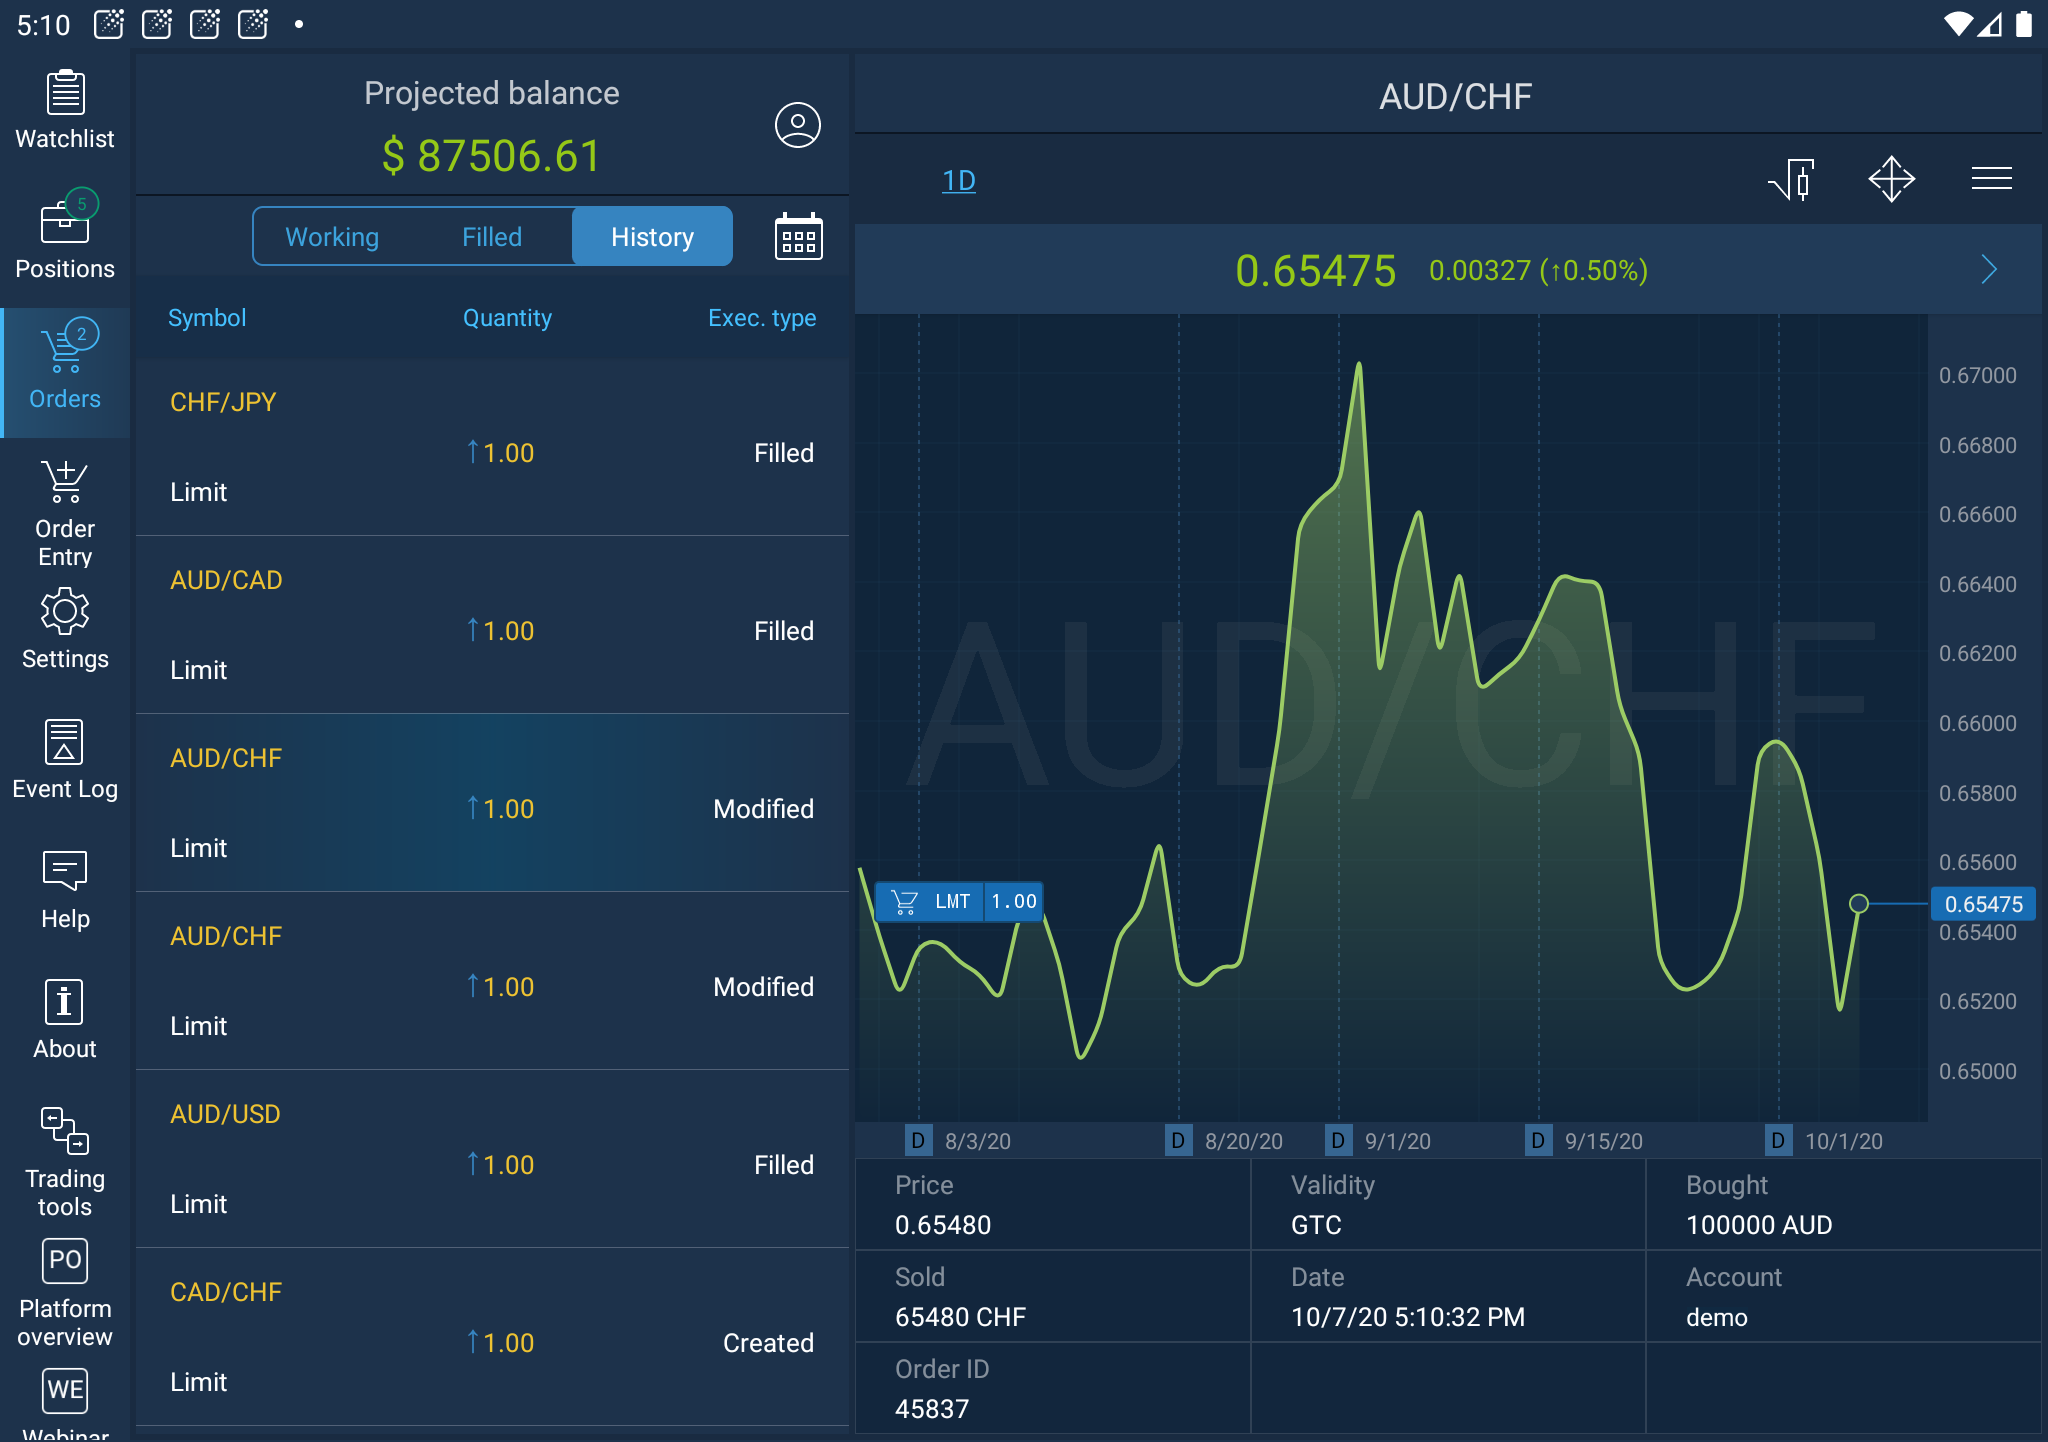 5:10
Watchlist
5
Positions
2
Orders
Order
Entry
Settings
Event Log
Help
About
Trading
tools
PO
Platform
overview
WE
Webinar
Projected balance
$ 87506.61
Working Filled History
Symbol Quantity Exec. type
CHF/JPY
↑1.00 Filled
Limit
AUD/CAD
↑1.00 Filled
Limit
AUD/CHF
↑1.00 Modified
Limit
AUD/CHF
↑1.00 Modified
Limit
AUD/USD
↑1.00 Filled
Limit
CAD/CHF
↑1.00 Created
Limit
AUD/CHF
1D
0.65475 0.00327 (↑0.50%)
AUD/CHF
LMT 1.00
0.67000
0.66800
0.66600
0.66400
0.66200
0.66000
0.65800
0.65600
0.65475
0.65400
0.65200
0.65000
D 8/3/20 D 8/20/20 D 9/1/20 D 9/15/20 D 10/1/20
Price Validity Bought
0.65480 GTC 100000 AUD
Sold Date Account
65480 CHF 10/7/20 5:10:32 PM demo
Order ID
45837